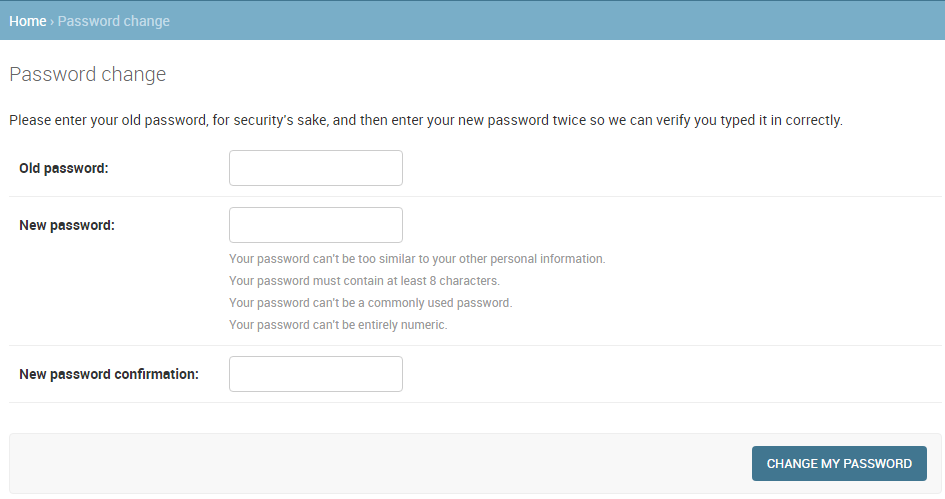 Home › Password change
Password change
Please enter your old password, for security's sake, and then enter your new password twice so we can verify you typed it in correctly.
Old password:
New password:
Your password can't be too similar to your other personal information.
Your password must contain at least 8 characters.
Your password can't be a commonly used password.
Your password can't be entirely numeric.
New password confirmation:
CHANGE MY PASSWORD